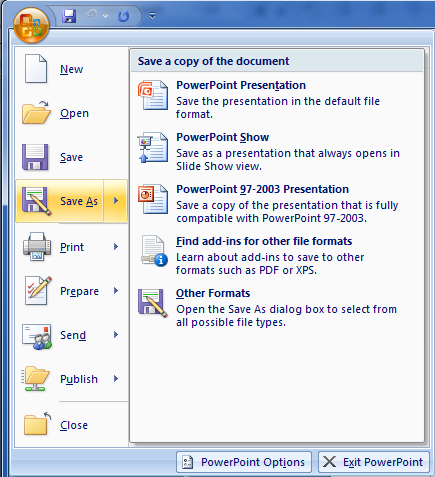 New
Open
Save
Save As
Print
Prepare
Send
Publish
Close
Save a copy of the document
PowerPoint Presentation
Save the presentation in the default file
format.
PowerPoint Show
Save as a presentation that always opens in
Slide Show view.
PowerPoint 97-2003 Presentation
Save a copy of the presentation that is fully
compatible with PowerPoint 97-2003.
Find add-ins for other file formats
Learn about add-ins to save to other
formats such as PDF or XPS.
Other Formats
Open the Save As dialog box to select from
all possible file types.
PowerPoint Options
Exit PowerPoint